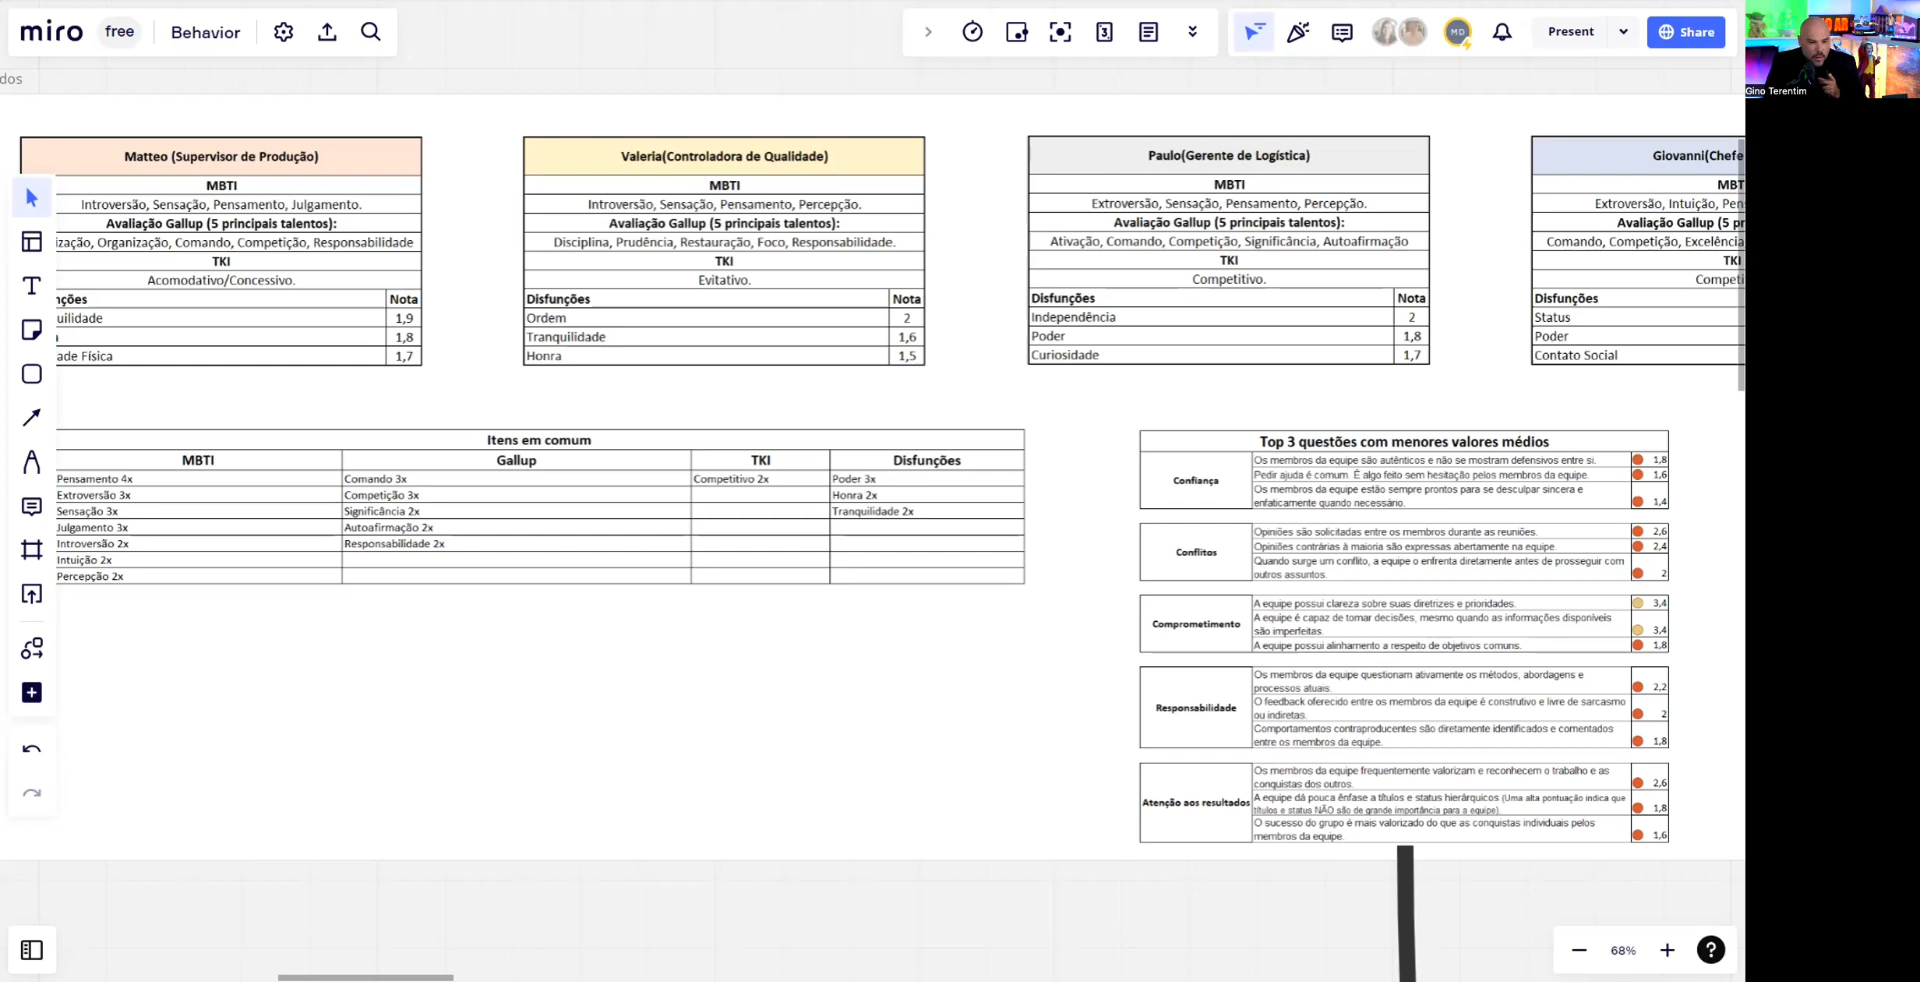 miro free Behavior
Present Share
Gino Terentim
dos
Matteo (Supervisor de Produção)
MBTI
Introversão, Sensação, Pensamento, Julgamento.
Avaliação Gallup (5 principais talentos):
ização, Organização, Comando, Competição, Responsabilidade
TKI
Acomodativo/Concessivo.
nções Nota
uilidade 1,9
1,8
ade Física 1,7
Valeria(Controladora de Qualidade)
MBTI
Introversão, Sensação, Pensamento, Percepção.
Avaliação Gallup (5 principais talentos):
Disciplina, Prudência, Restauração, Foco, Responsabilidade.
TKI
Evitativo.
Disfunções Nota
Ordem 2
Tranquilidade 1,6
Honra 1,5
Paulo(Gerente de Logística)
MBTI
Extroversão, Sensação, Pensamento, Percepção.
Avaliação Gallup (5 principais talentos):
Ativação, Comando, Competição, Significância, Autoafirmação
TKI
Competitivo.
Disfunções Nota
Independência 2
Poder 1,8
Curiosidade 1,7
Giovanni(Chefe
MBT
Extroversão, Intuição, Pen
Avaliação Gallup (5 pr
Comando, Competição, Excelência
TKI
Competi
Disfunções
Status
Poder
Contato Social
Itens em comum
MBTI Gallup TKI Disfunções
Pensamento 4x Comando 3x Competitivo 2x Poder 3x
Extroversão 3x Competição 3x Honra 2x
Sensação 3x Significância 2x Tranquilidade 2x
Julgamento 3x Autoafirmação 2x
Introversão 2x Responsabilidade 2x
Intuição 2x
Percepção 2x
Top 3 questões com menores valores médios
Confiança
Os membros da equipe são autênticos e não se mostram defensivos entre si. 1,8
Pedir ajuda é comum. É algo feito sem hesitação pelos membros da equipe. 1,6
Os membros da equipe estão sempre prontos para se desculpar sincera e
enfaticamente quando necessário. 1,4
Conflitos
Opiniões são solicitadas entre os membros durante as reuniões. 2,6
Opiniões contrárias à maioria são expressas abertamente na equipe. 2,4
Quando surge um conflito, a equipe o enfrenta diretamente antes de prosseguir com
outros assuntos. 2
Comprometimento
A equipe possui clareza sobre suas diretrizes e prioridades. 3,4
A equipe é capaz de tomar decisões, mesmo quando as informações disponíveis
são imperfeitas. 3,4
A equipe possui alinhamento a respeito de objetivos comuns. 1,8
Responsabilidade
Os membros da equipe questionam ativamente os métodos, abordagens e
processos atuais. 2,2
O feedback oferecido entre os membros da equipe é construtivo e livre de sarcasmo
ou indiretas. 2
Comportamentos contraproducentes são diretamente identificados e comentados
entre os membros da equipe. 1,8
Atenção aos resultados
Os membros da equipe frequentemente valorizam e reconhecem o trabalho e as
conquistas dos outros. 2,6
A equipe dá pouca ênfase a títulos e status hierárquicos (Uma alta pontuação indica que
títulos e status NÃO são de grande importância para a equipe). 1,8
O sucesso do grupo é mais valorizado do que as conquistas individuais pelos
membros da equipe. 1,6
68%